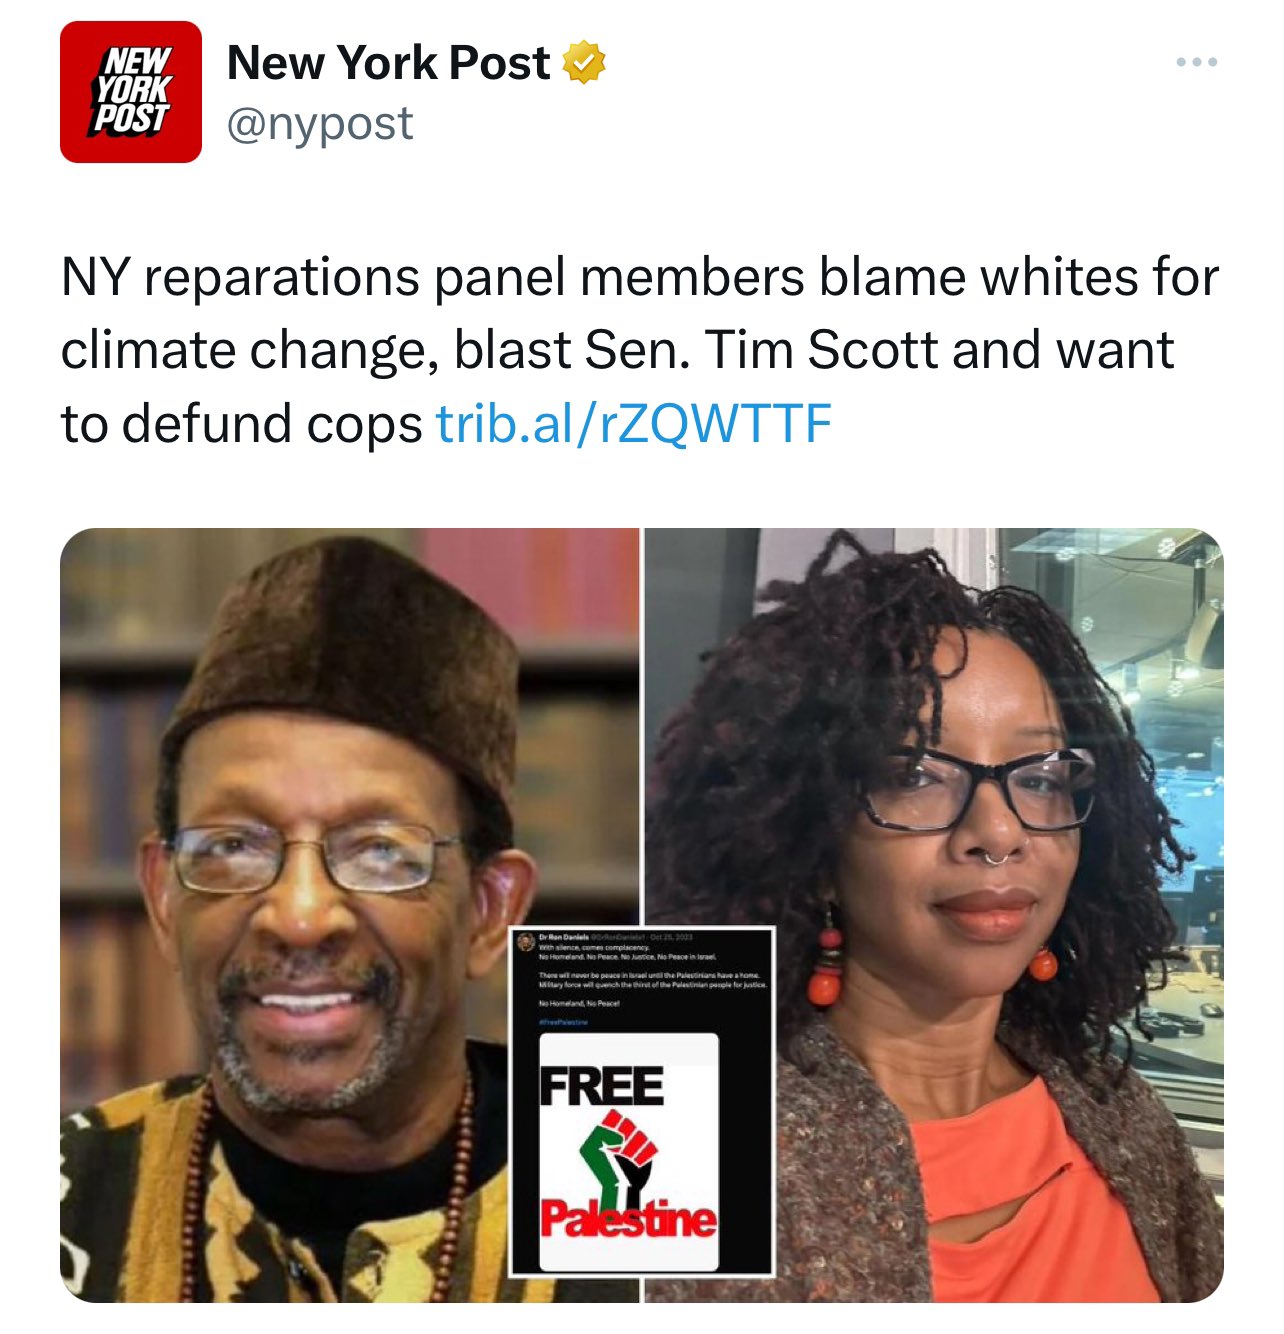 NEW
YORK
POST
New York Post
@nypost
NY reparations panel members blame whites for
climate change, blast Sen. Tim Scott and want
to defund cops trib.al/rZQWTTF
Dr Ron Daniels @DrRonDaniels1 · Oct 25, 2023
With silence, comes complacency.
No Homeland. No Peace. No Justice, No Peace in Israel.
There will never be peace in Israel until the Palestinians have a home.
Military force will quench the thirst of the Palestinian people for justice.
No Homeland, No Peace!
#FreePalestine
FREE
Palestine